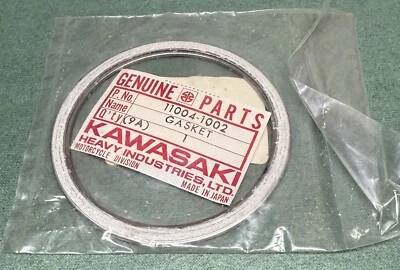 GENUINE PARTS
P. No. 11004-1002
Name GASKET
Q'ty (9A) 1
KAWASAKI
HEAVY INDUSTRIES, LTD.
MOTORCYCLE DIVISION MADE IN JAPAN